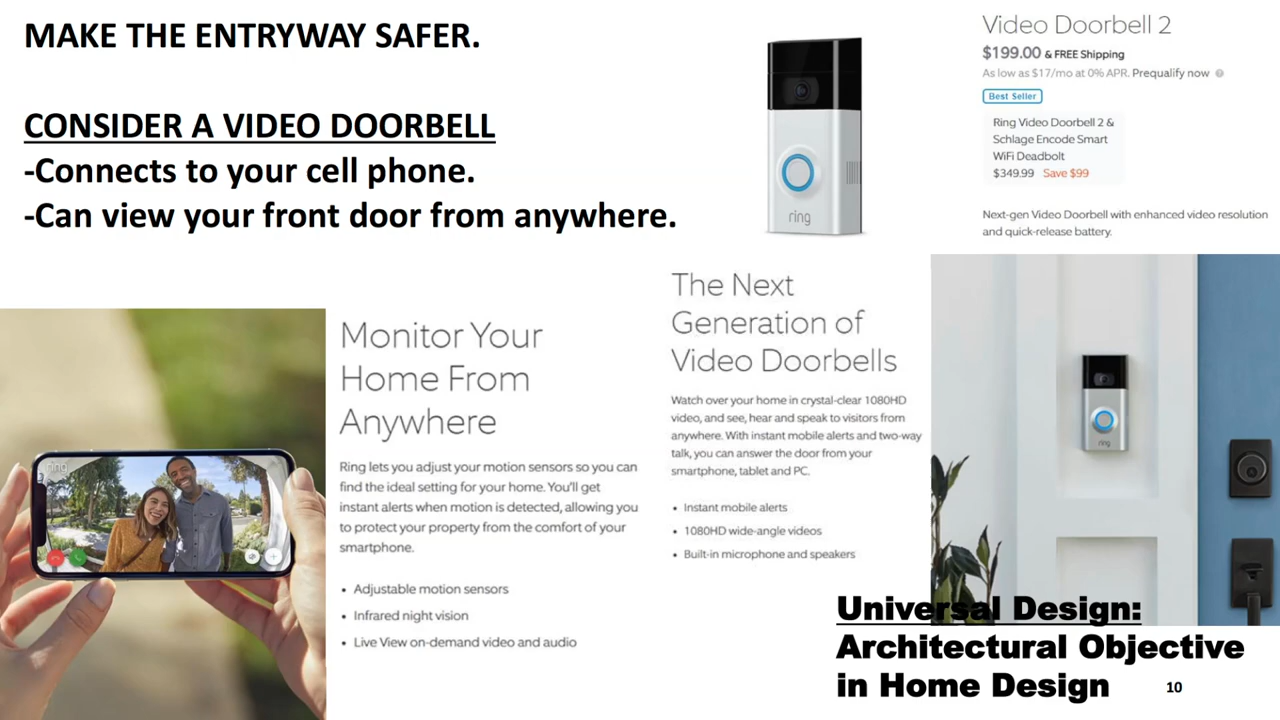 MAKE THE ENTRYWAY SAFER.
CONSIDER A VIDEO DOORBELL
-Connects to your cell phone.
-Can view your front door from anywhere.
ring
Video Doorbell 2
$199.00 & FREE Shipping
As low as $17/mo at 0% APR. Prequalify now ?
Best Seller
Ring Video Doorbell 2 &
Schlage Encode Smart
WiFi Deadbolt
$349.99 Save $99
Next-gen Video Doorbell with enhanced video resolution
and quick-release battery.
ring
Monitor Your
Home From
Anywhere
Ring lets you adjust your motion sensors so you can
find the ideal setting for your home. You'll get
instant alerts when motion is detected, allowing you
to protect your property from the comfort of your
smartphone.
• Adjustable motion sensors
• Infrared night vision
• Live View on-demand video and audio
The Next
Generation of
Video Doorbells
Watch over your home in crystal-clear 1080HD
video, and see, hear and speak to visitors from
anywhere. With instant mobile alerts and two-way
talk, you can answer the door from your
smartphone, tablet and PC.
• Instant mobile alerts
• 1080HD wide-angle videos
• Built-in microphone and speakers
ring
Universal Design:
Architectural Objective
in Home Design
10